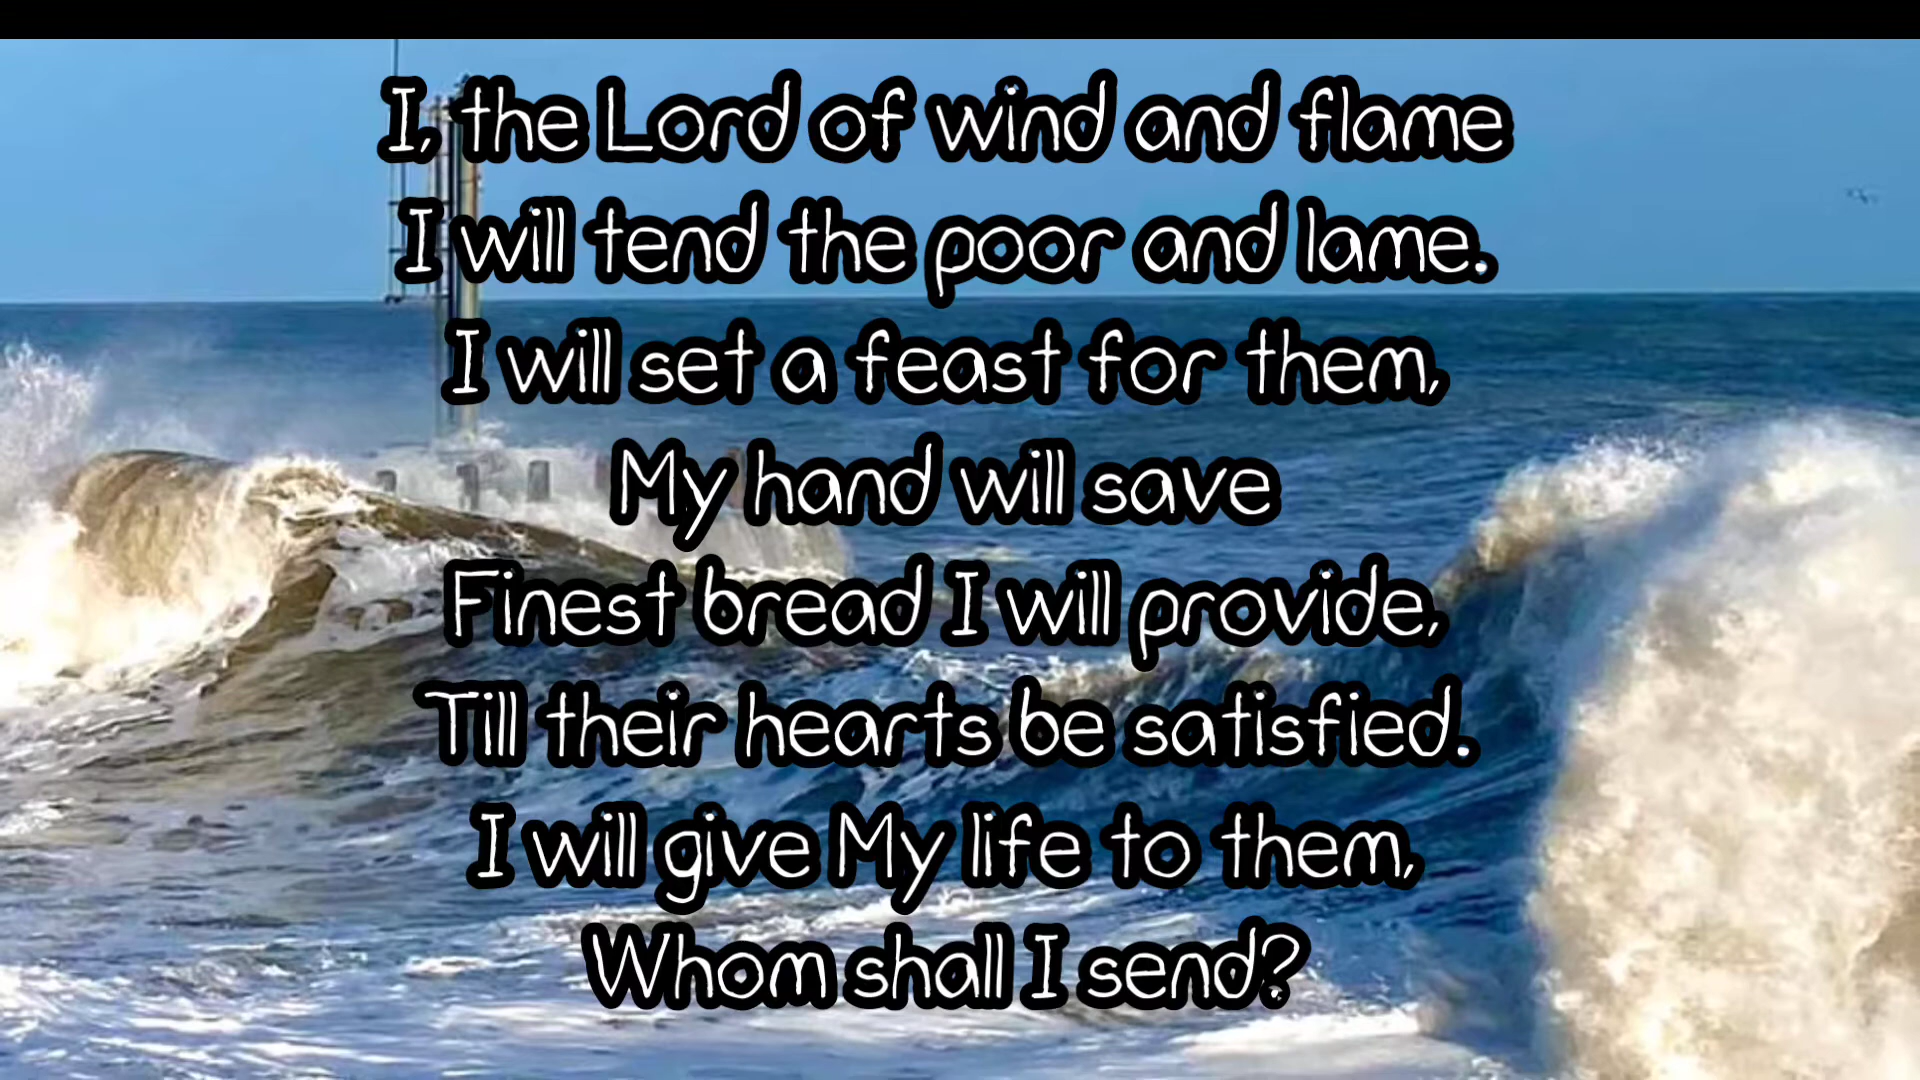 I, the Lord of wind and flame
I will tend the poor and lame.
I will set a feast for them,
My hand will save
Finest bread I will provide,
Till their hearts be satisfied.
I will give My life to them,
Whom shall I send?